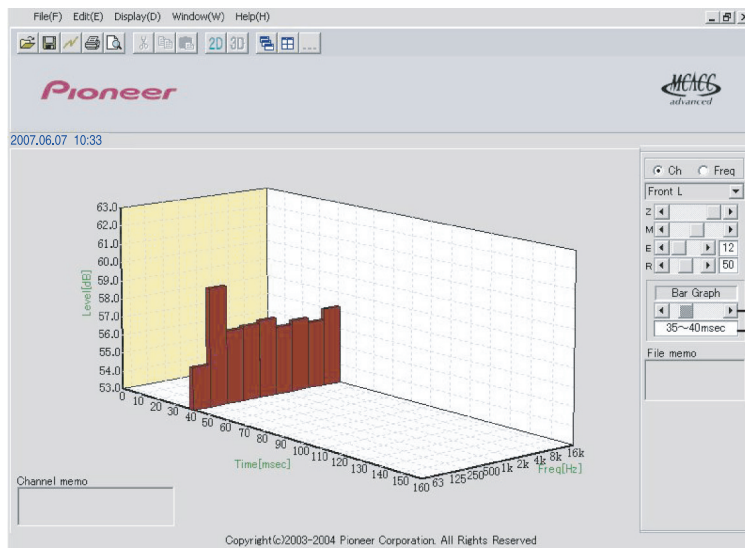 File(F) Edit(E) Display(D) Window(W) Help(H)
2D 3D ...
Pioneer
MCACC
advanced
2007.06.07 10:33
Ch Freq
Front L
Z
M
E 12
R 50
Bar Graph
35~40msec
File memo
63.0
62.0
61.0
60.0
59.0
58.0
57.0
56.0
55.0
54.0
53.0
Level[dB]
0 10 20 30 40 50 60 70 80 90 100 110 120 130 140 150 160
Time[msec]
63 125 250 500 1k 2k 4k 8k 16k
Freq[Hz]
Channel memo
Copyright(c)2003-2004 Pioneer Corporation. All Rights Reserved